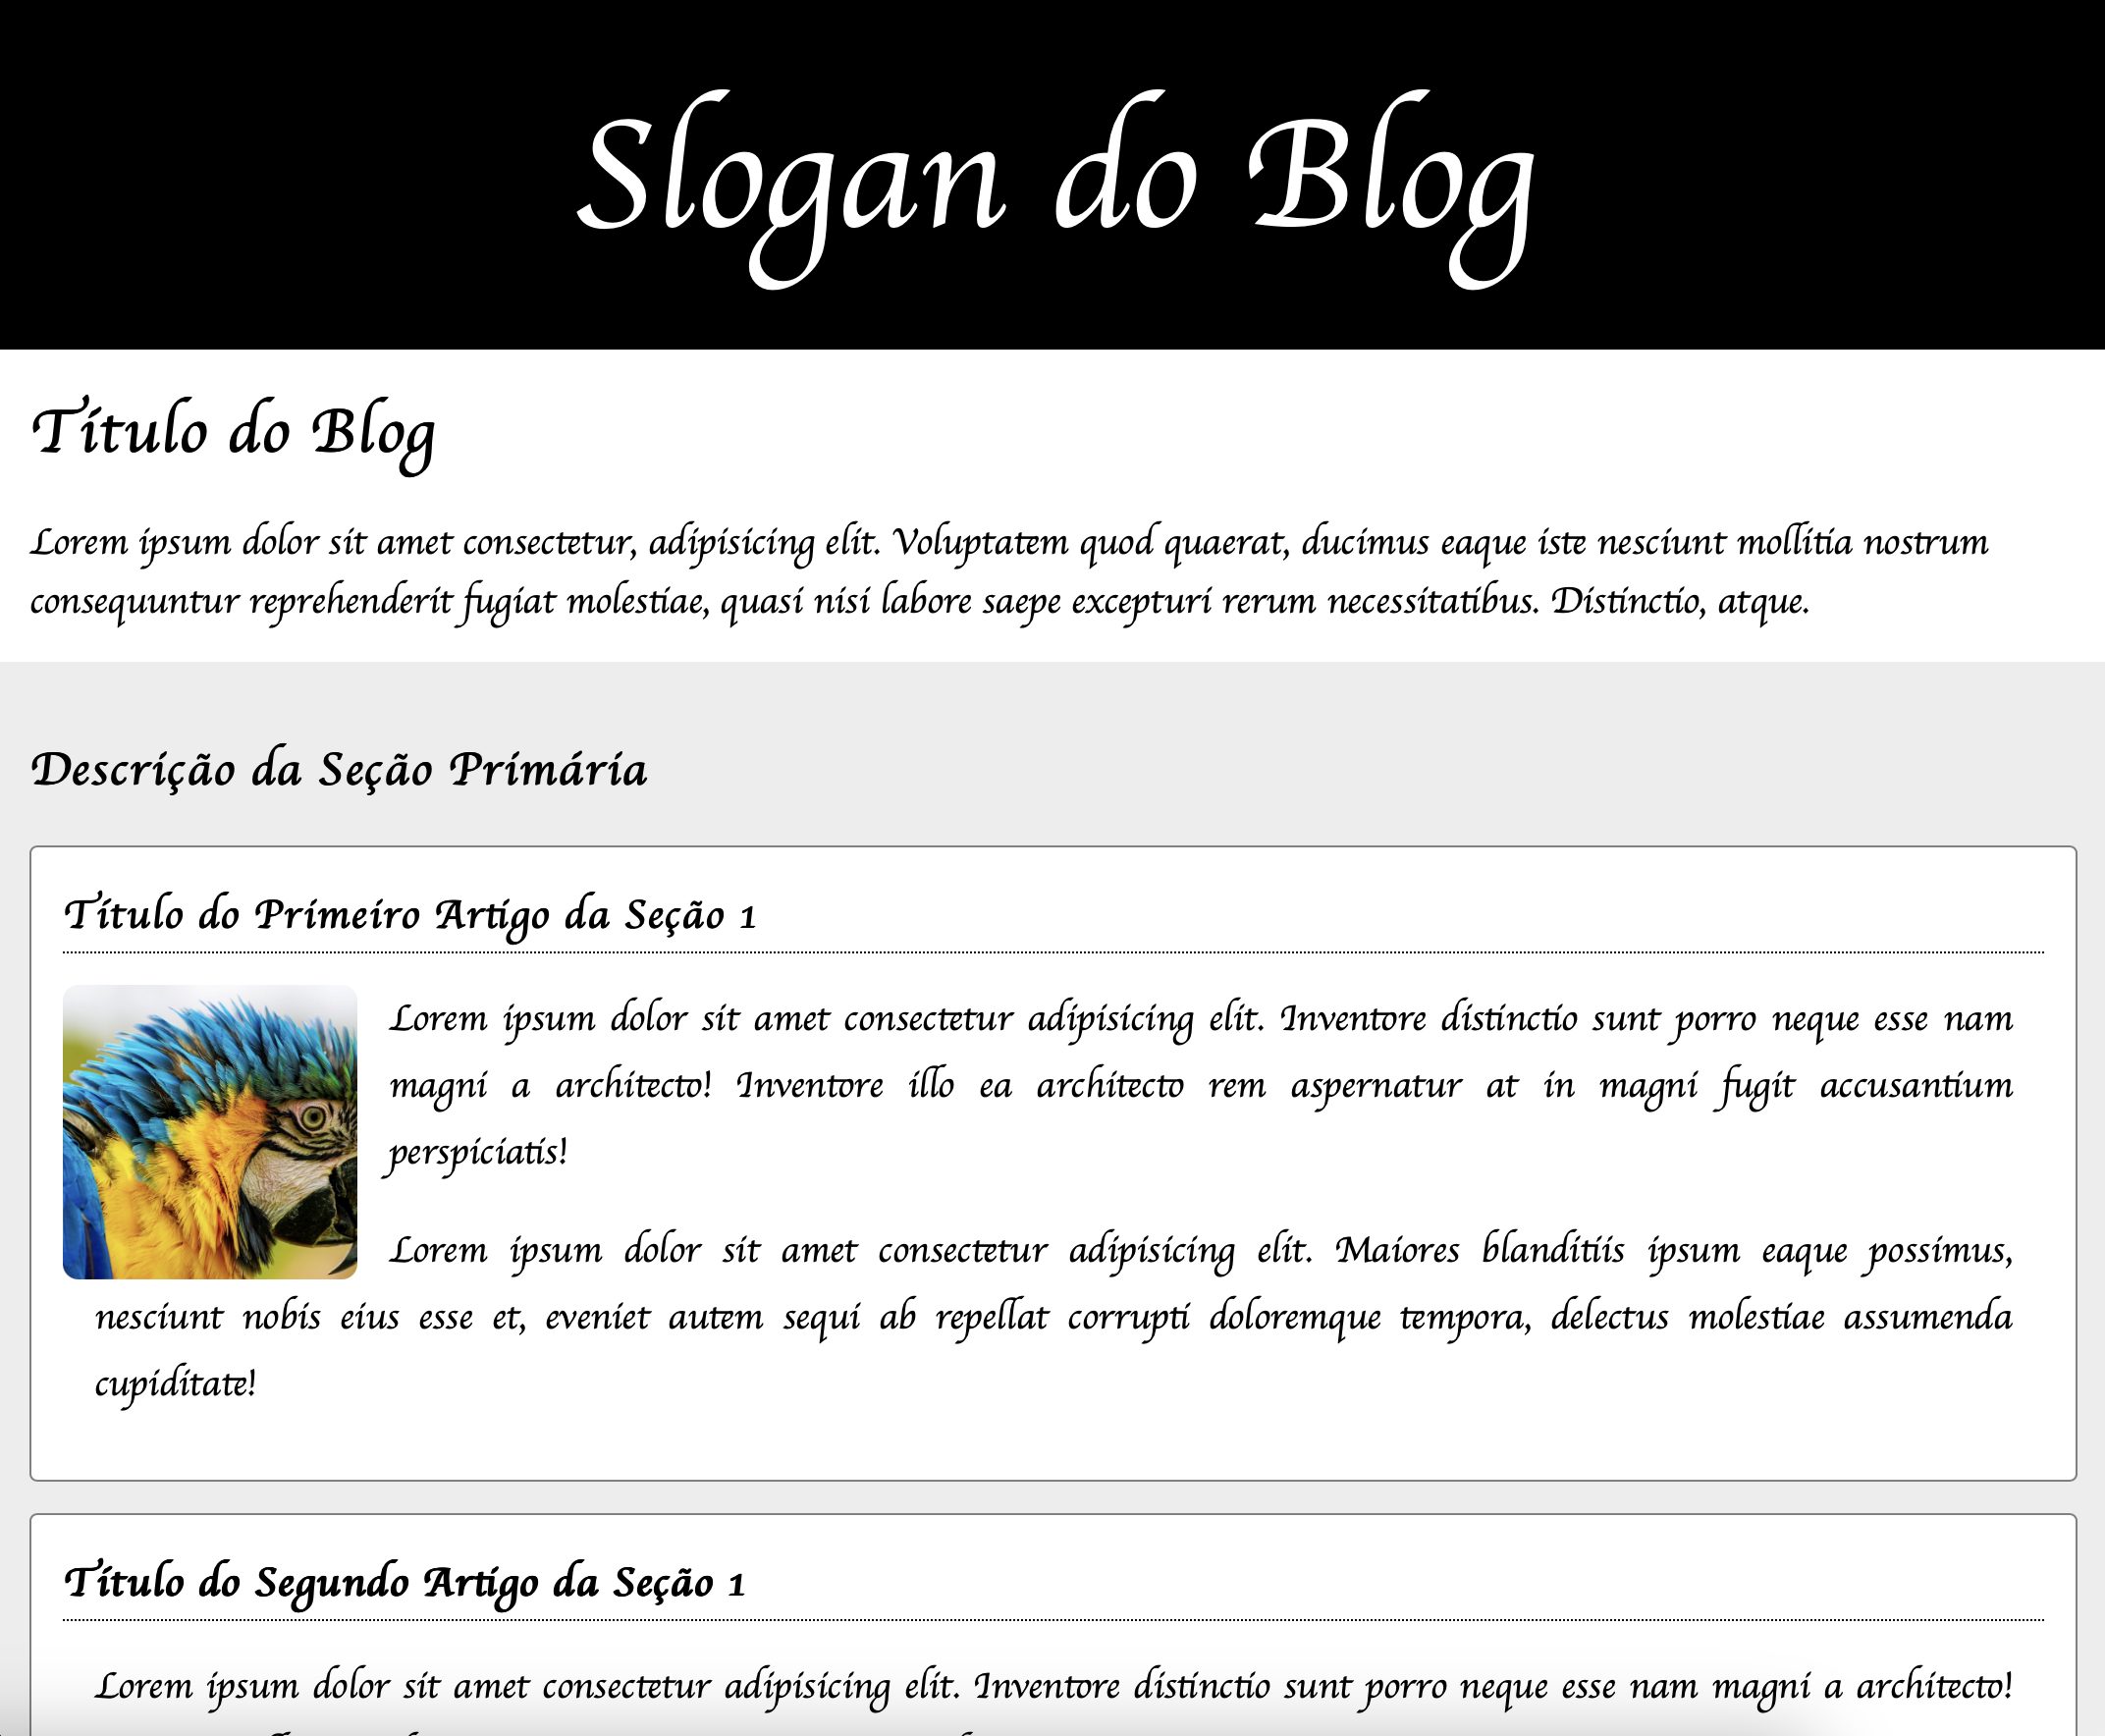 Slogan do Blog
Título do Blog
Lorem ipsum dolor sit amet consectetur, adipisicing elit. Voluptatem quod quaerat, ducimus eaque iste nesciunt mollitia nostrum
consequuntur reprehenderit fugiat molestiae, quasi nisi labore saepe excepturi rerum necessitatibus. Distinctio, atque.
Descrição da Seção Primária
Título do Primeiro Artigo da Seção 1
Lorem ipsum dolor sit amet consectetur adipisicing elit. Inventore distinctio sunt porro neque esse nam
magni a architecto! Inventore illo ea architecto rem aspernatur at in magni fugit accusantium
perspiciatis!
Lorem ipsum dolor sit amet consectetur adipisicing elit. Maiores blanditiis ipsum eaque possimus,
nesciunt nobis eius esse et, eveniet autem sequi ab repellat corrupti doloremque tempora, delectus molestiae assumenda
cupiditate!
Título do Segundo Artigo da Seção 1
Lorem ipsum dolor sit amet consectetur adipisicing elit. Inventore distinctio sunt porro neque esse nam magni a architecto!